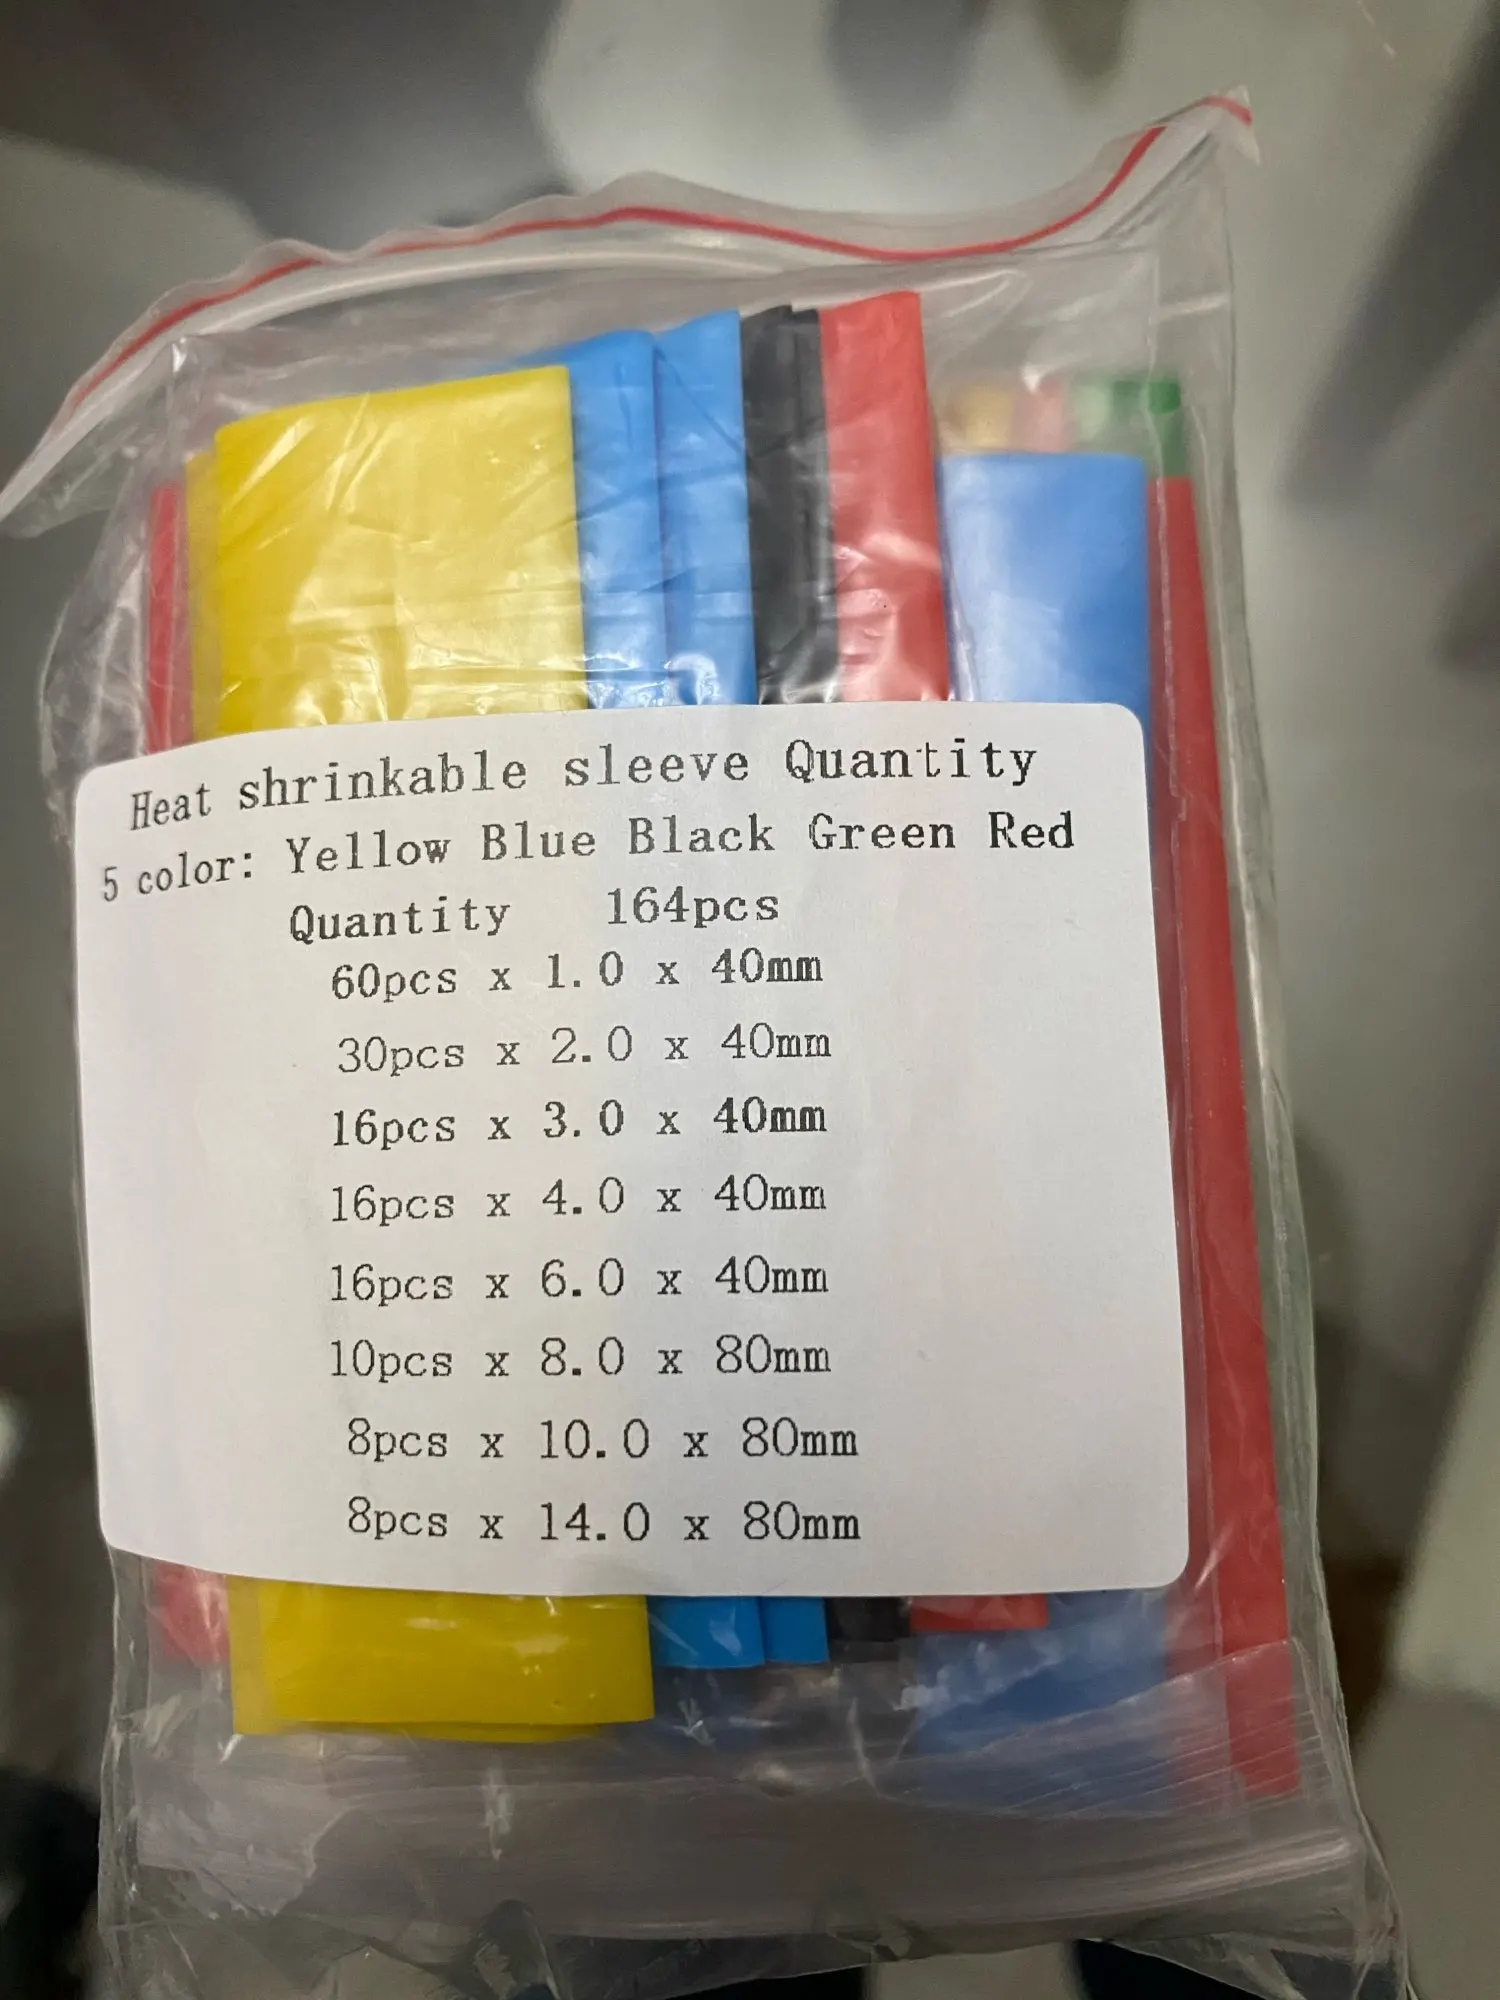 Heat shrinkable sleeve Quantity
5 color: Yellow Blue Black Green Red
Quantity 164pcs
60pcs x 1.0 x 40mm
30pcs x 2.0 x 40mm
16pcs x 3.0 x 40mm
16pcs x 4.0 x 40mm
16pcs x 6.0 x 40mm
10pcs x 8.0 x 80mm
8pcs x 10.0 x 80mm
8pcs x 14.0 x 80mm